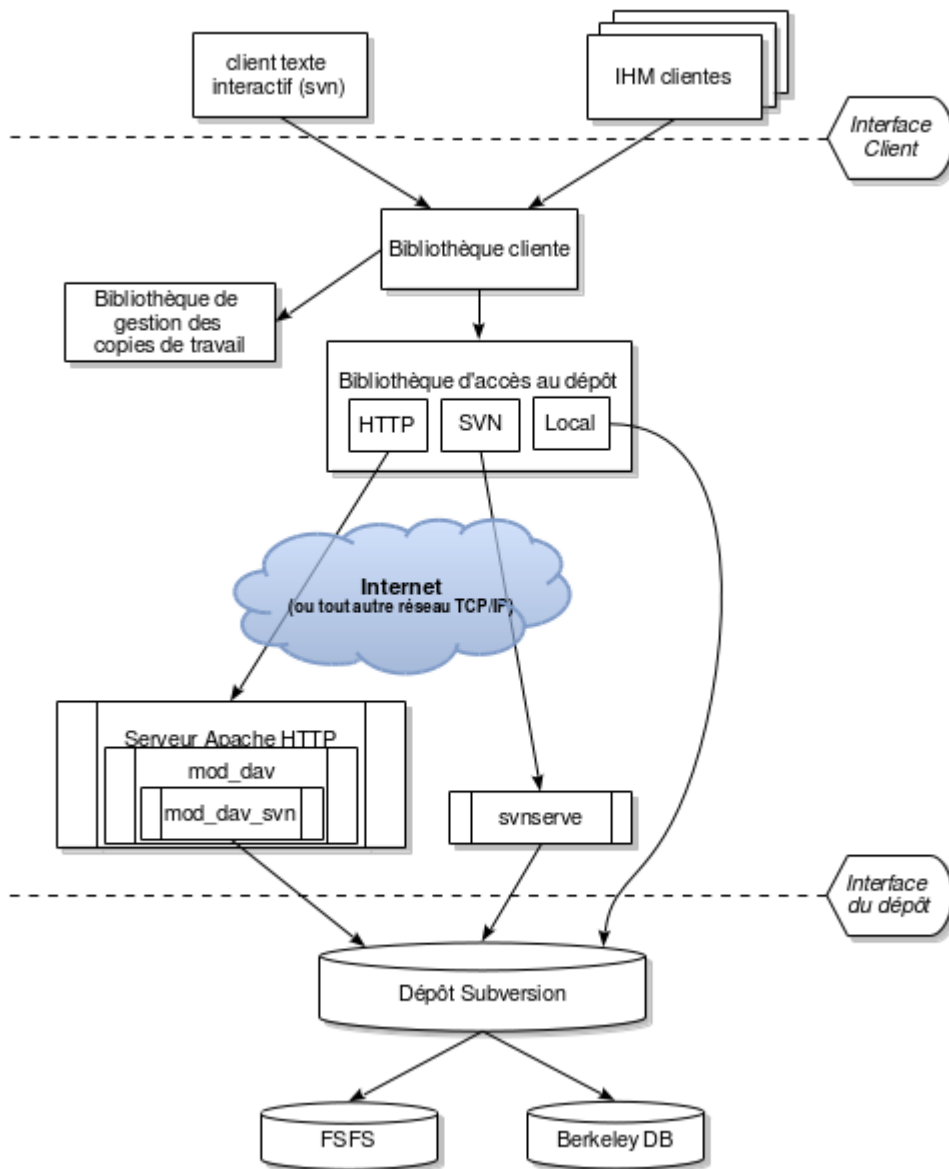 client texte
interactif (svn)
IHM clientes
Interface
Client
Bibliothèque cliente
Bibliothèque de
gestion des
copies de travail
Bibliothèque d'accès au dépôt
HTTP
SVN
Local
Internet
(ou tout autre réseau TCP/IP)
Serveur Apache HTTP
mod_dav
mod_dav_svn
svnserve
Interface
du dépôt
Dépôt Subversion
FSFS
Berkeley DB